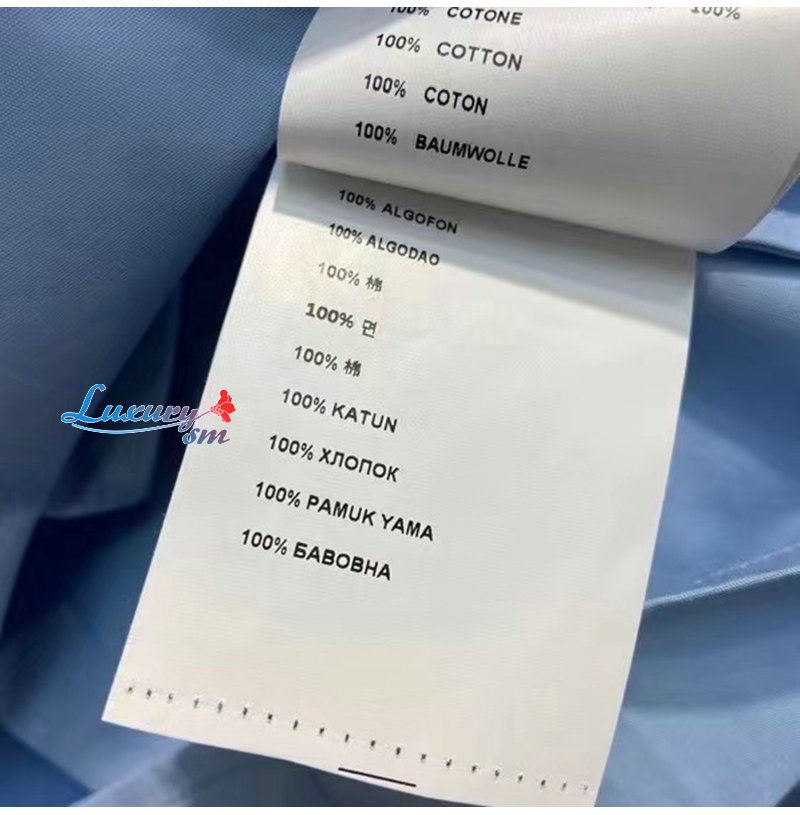 100% COTONE
100%
100% COTTON
100% COTON
100% BAUMWOLLE
100% ALGOFON
100% ALGODAO
100% 棉
100% 면
100% 棉
100% KATUN
100% ХЛОПОК
100% PAMUK YAMA
100% БАВОВНА
Luxury
sm